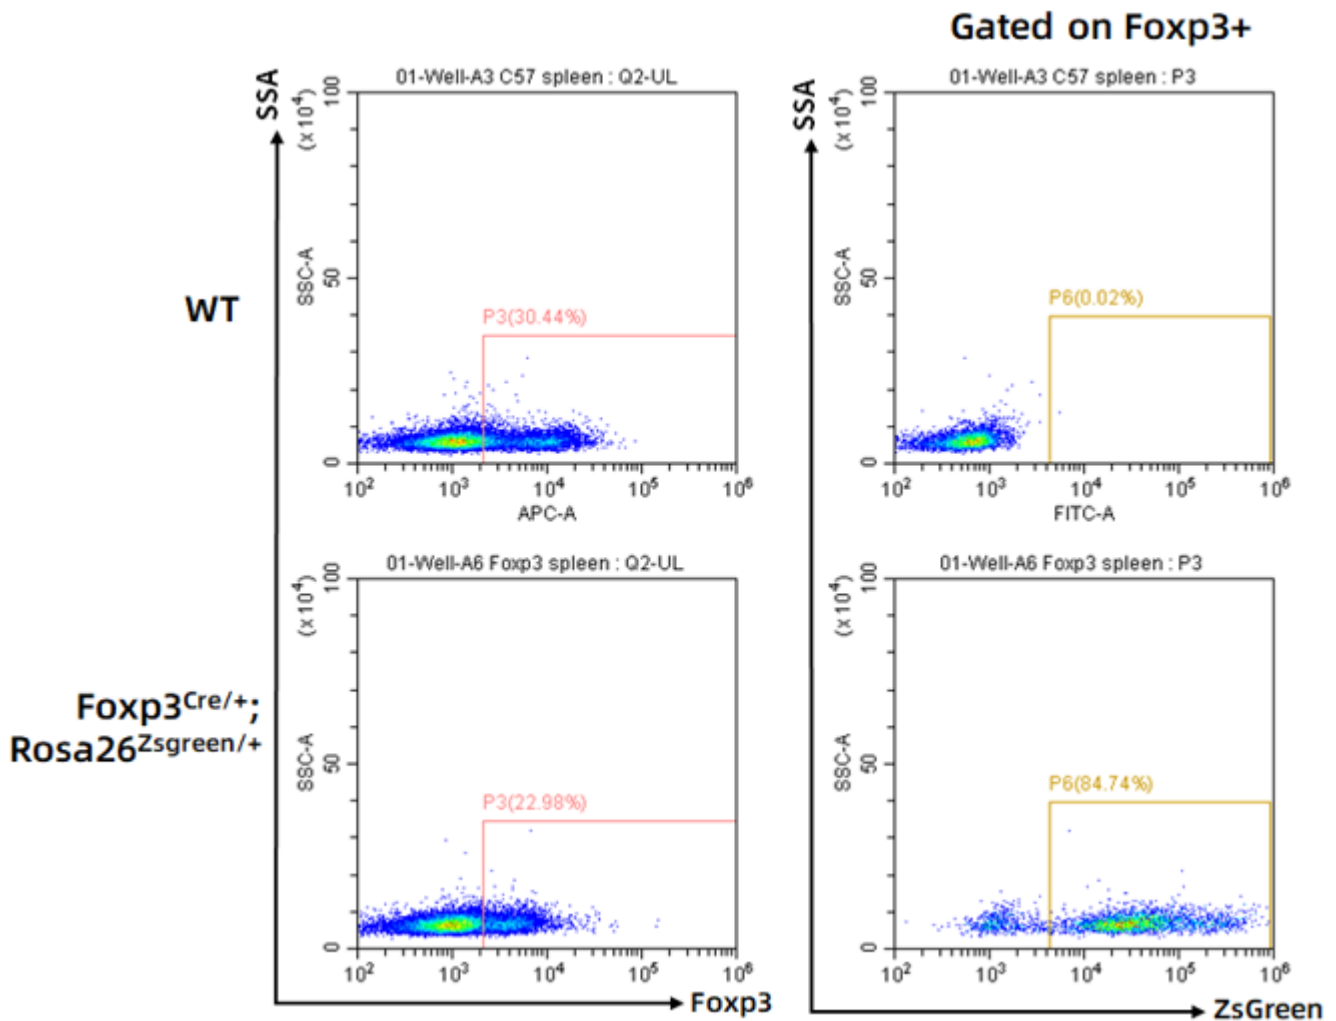 Gated on Foxp3+
01-Well-A3 C57 spleen : Q2-UL
SSA
(x10⁴)
SSC-A
100
50
0
P3(30.44%)
10² 10³ 10⁴ 10⁵ 10⁶
APC-A
01-Well-A3 C57 spleen : P3
SSA
(x10⁴)
SSC-A
100
50
0
P6(0.02%)
10² 10³ 10⁴ 10⁵ 10⁶
FITC-A
WT
01-Well-A6 Foxp3 spleen : Q2-UL
(x10⁴)
SSC-A
100
50
0
P3(22.98%)
10² 10³ 10⁴ 10⁵ 10⁶
Foxp3
01-Well-A6 Foxp3 spleen : P3
(x10⁴)
SSC-A
100
50
0
P6(84.74%)
10² 10³ 10⁴ 10⁵ 10⁶
ZsGreen
Foxp3Cre/+;
Rosa26Zsgreen/+